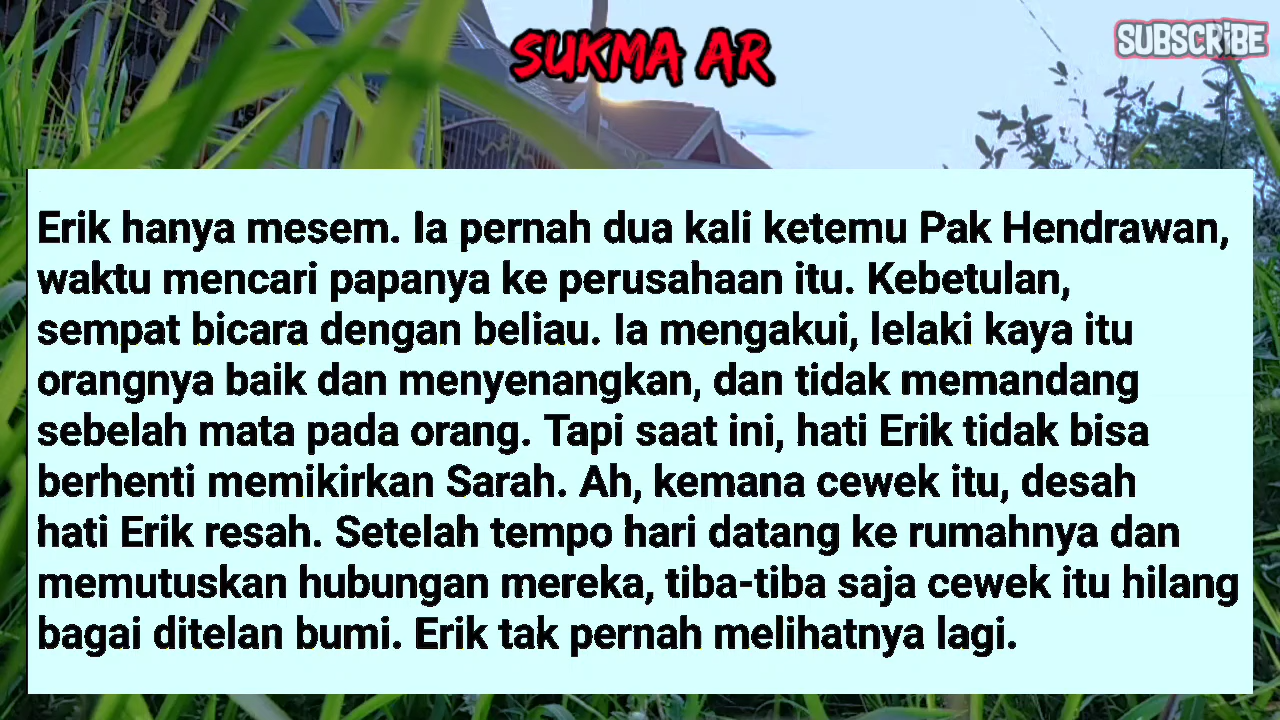 SUKMA AR
SUBSCRiBE
Erik hanya mesem. Ia pernah dua kali ketemu Pak Hendrawan,
waktu mencari papanya ke perusahaan itu. Kebetulan,
sempat bicara dengan beliau. Ia mengakui, lelaki kaya itu
orangnya baik dan menyenangkan, dan tidak memandang
sebelah mata pada orang. Tapi saat ini, hati Erik tidak bisa
berhenti memikirkan Sarah. Ah, kemana cewek itu, desah
hati Erik resah. Setelah tempo hari datang ke rumahnya dan
memutuskan hubungan mereka, tiba-tiba saja cewek itu hilang
bagai ditelan bumi. Erik tak pernah melihatnya lagi.